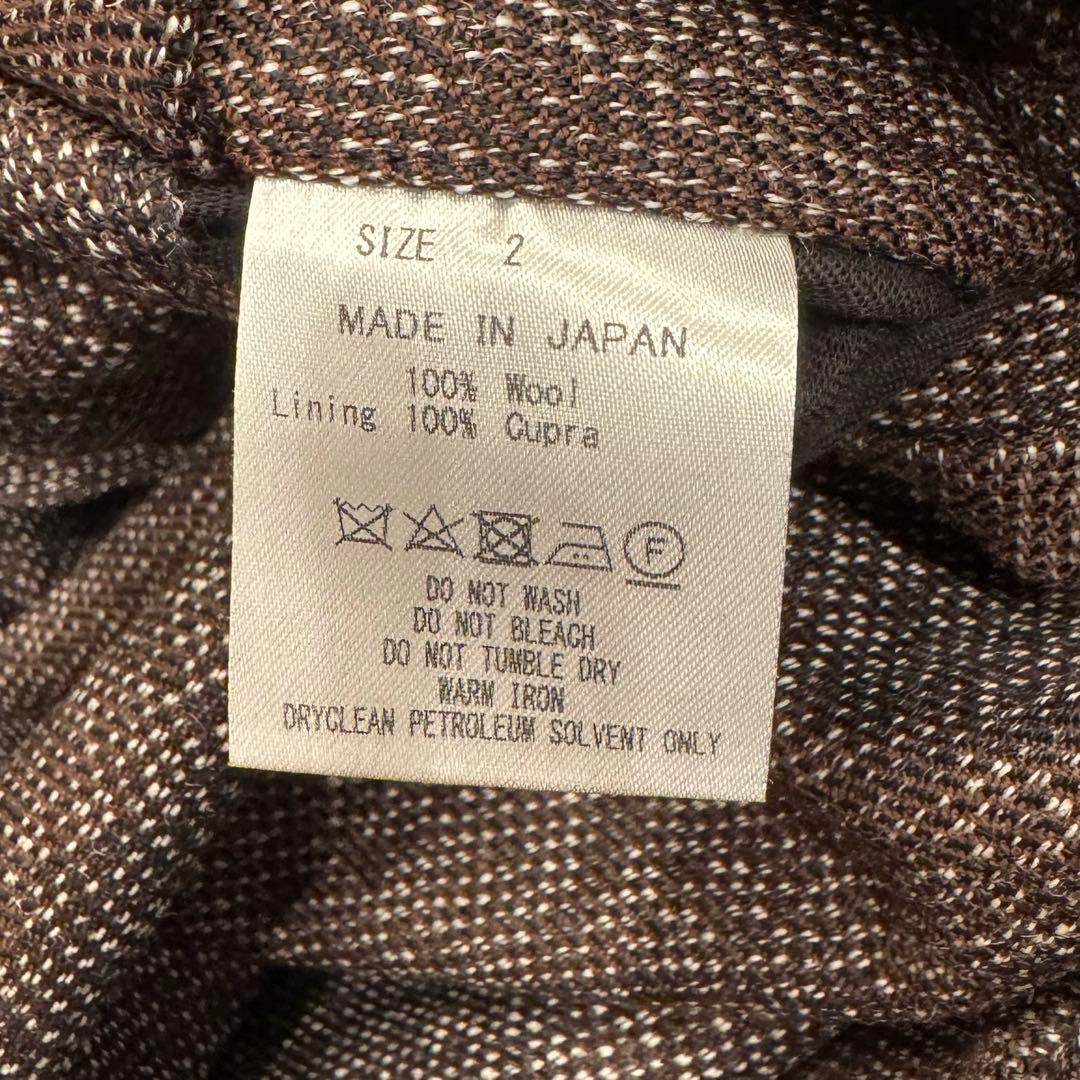 SIZE 2
MADE IN JAPAN
100% Wool
Lining 100% Cupra
F
DO NOT WASH
DO NOT BLEACH
DO NOT TUMBLE DRY
WARM IRON
DRYCLEAN PETROLEUM SOLVENT ONLY